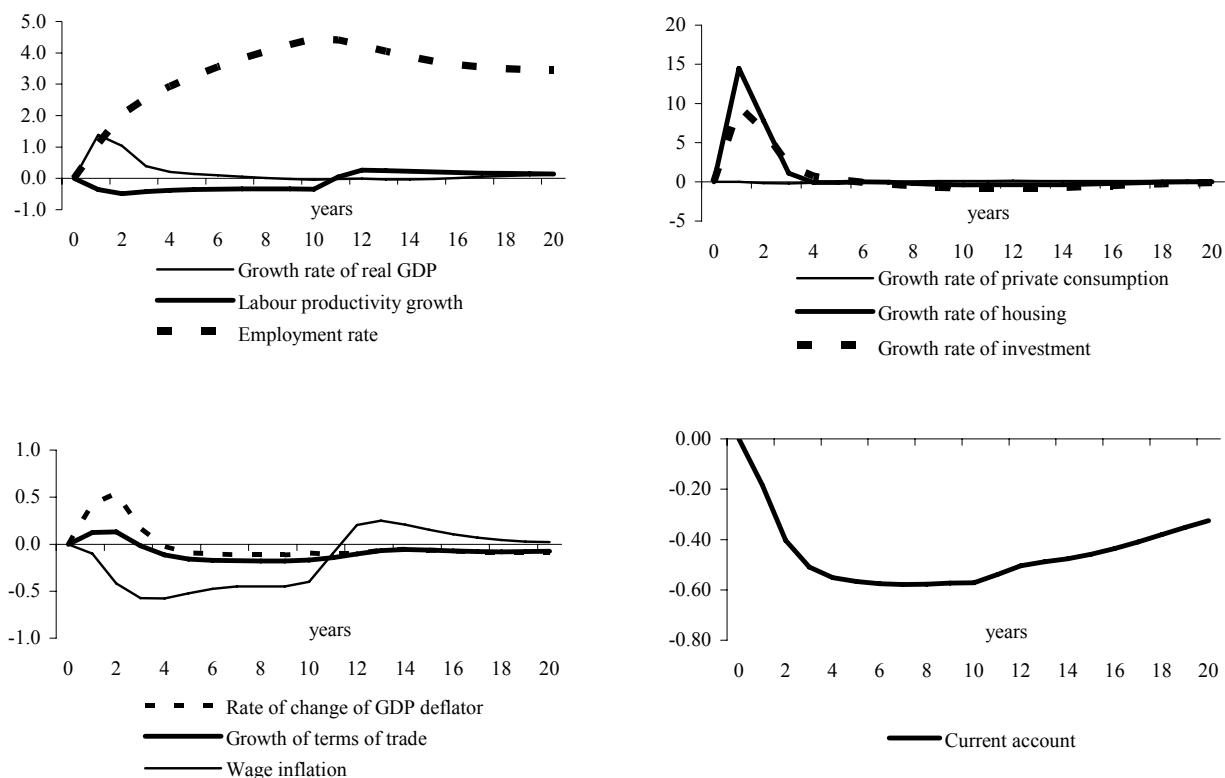 5.0
4.0
3.0
2.0
1.0
0.0
-1.0
years
0 2 4 6 8 10 12 14 16 18 20
Growth rate of real GDP
Labour productivity growth
Employment rate
20
15
10
5
0
-5
years
0 2 4 6 8 10 12 14 16 18 20
Growth rate of private consumption
Growth rate of housing
Growth rate of investment
1.0
0.5
0.0
-0.5
-1.0
years
0 2 4 6 8 10 12 14 16 18 20
Rate of change of GDP deflator
Growth of terms of trade
Wage inflation
0.00
-0.20
-0.40
-0.60
-0.80
years
0 2 4 6 8 10 12 14 16 18 20
Current account